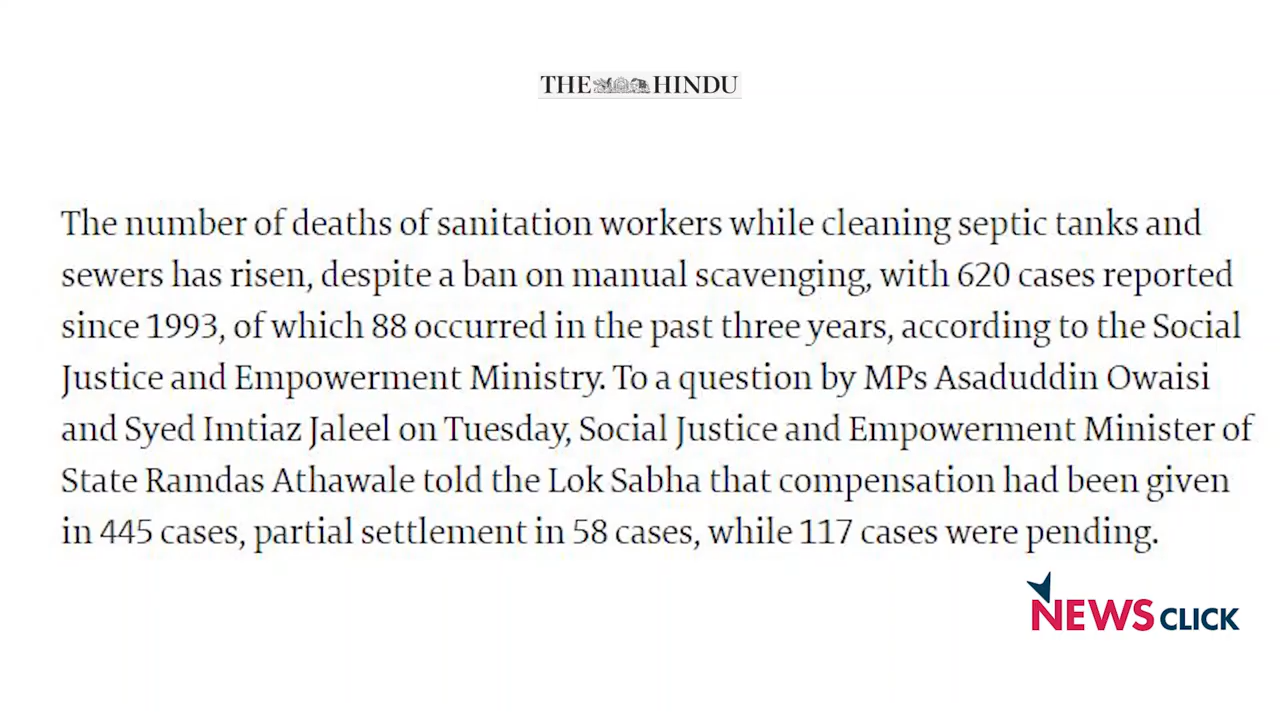 THE HINDU
The number of deaths of sanitation workers while cleaning septic tanks and
sewers has risen, despite a ban on manual scavenging, with 620 cases reported
since 1993, of which 88 occurred in the past three years, according to the Social
Justice and Empowerment Ministry. To a question by MPs Asaduddin Owaisi
and Syed Imtiaz Jaleel on Tuesday, Social Justice and Empowerment Minister of
State Ramdas Athawale told the Lok Sabha that compensation had been given
in 445 cases, partial settlement in 58 cases, while 117 cases were pending.
NEWSCLICK